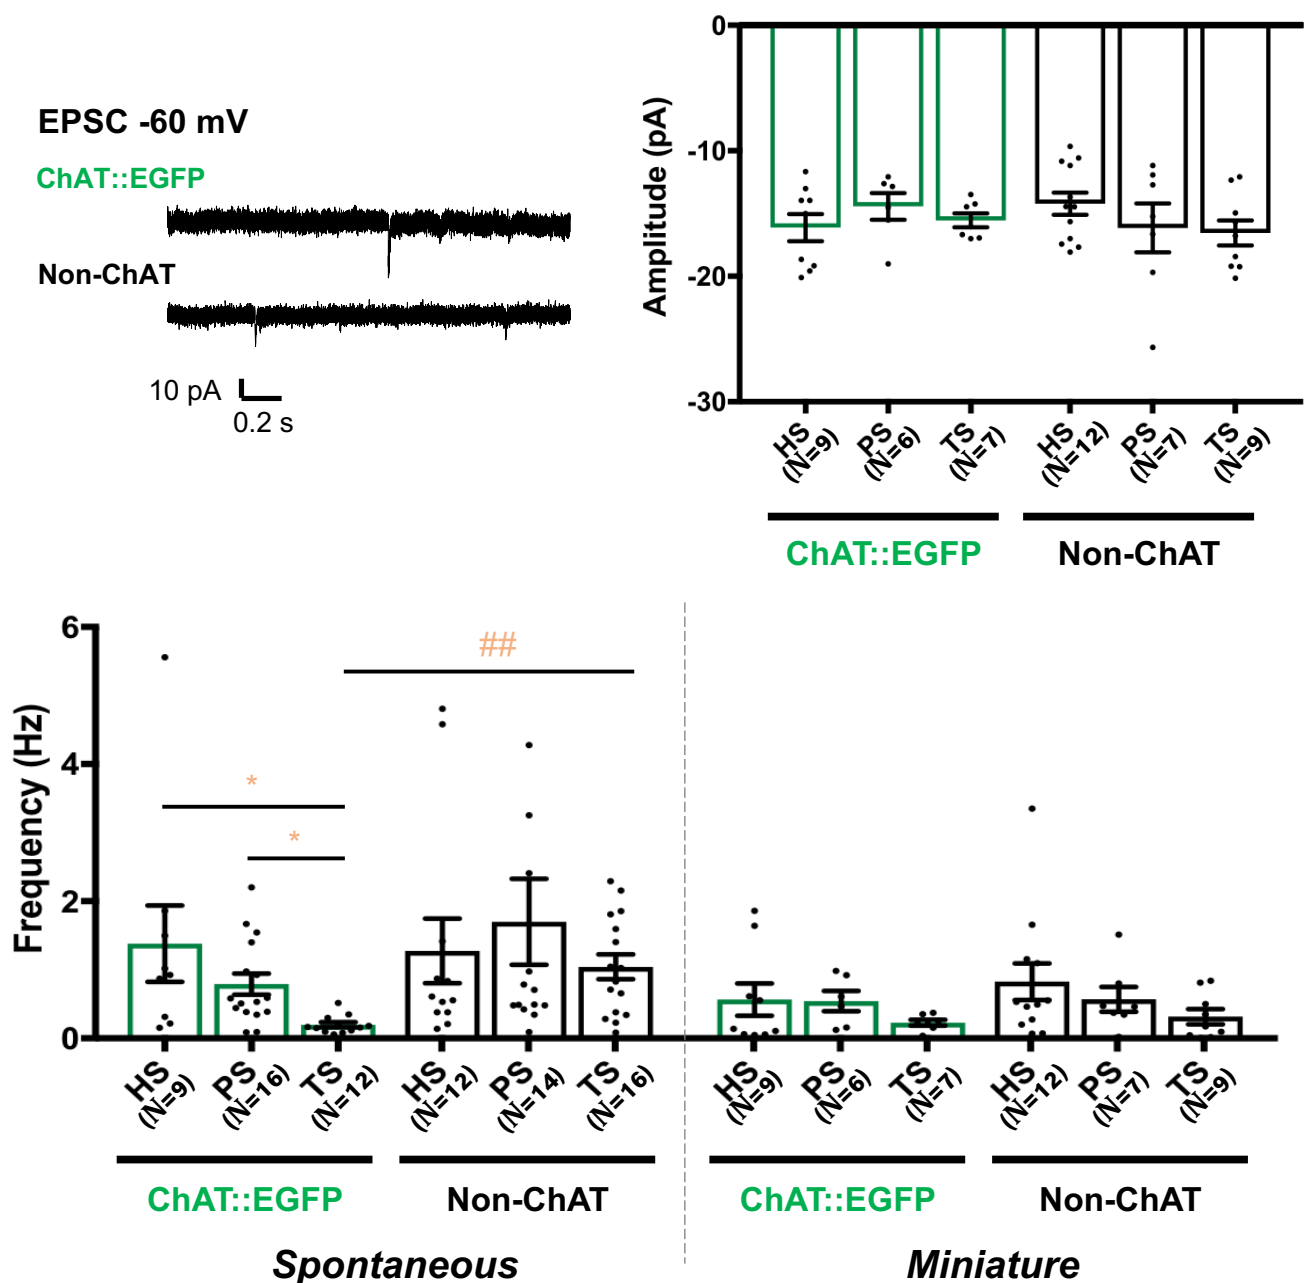 EPSC -60 mV
ChAT::EGFP
Non-ChAT
10 pA
0.2 s
Amplitude (pA)
0
-10
-20
-30
HS
(N=9)
PS
(N=6)
TS
(N=7)
HS
(N=12)
PS
(N=7)
TS
(N=9)
ChAT::EGFP
Non-ChAT
Frequency (Hz)
6
4
2
0
##
*
*
HS
(N=9)
PS
(N=16)
TS
(N=12)
HS
(N=12)
PS
(N=14)
TS
(N=16)
HS
(N=9)
PS
(N=6)
TS
(N=7)
HS
(N=12)
PS
(N=7)
TS
(N=9)
ChAT::EGFP
Non-ChAT
ChAT::EGFP
Non-ChAT
Spontaneous
Miniature